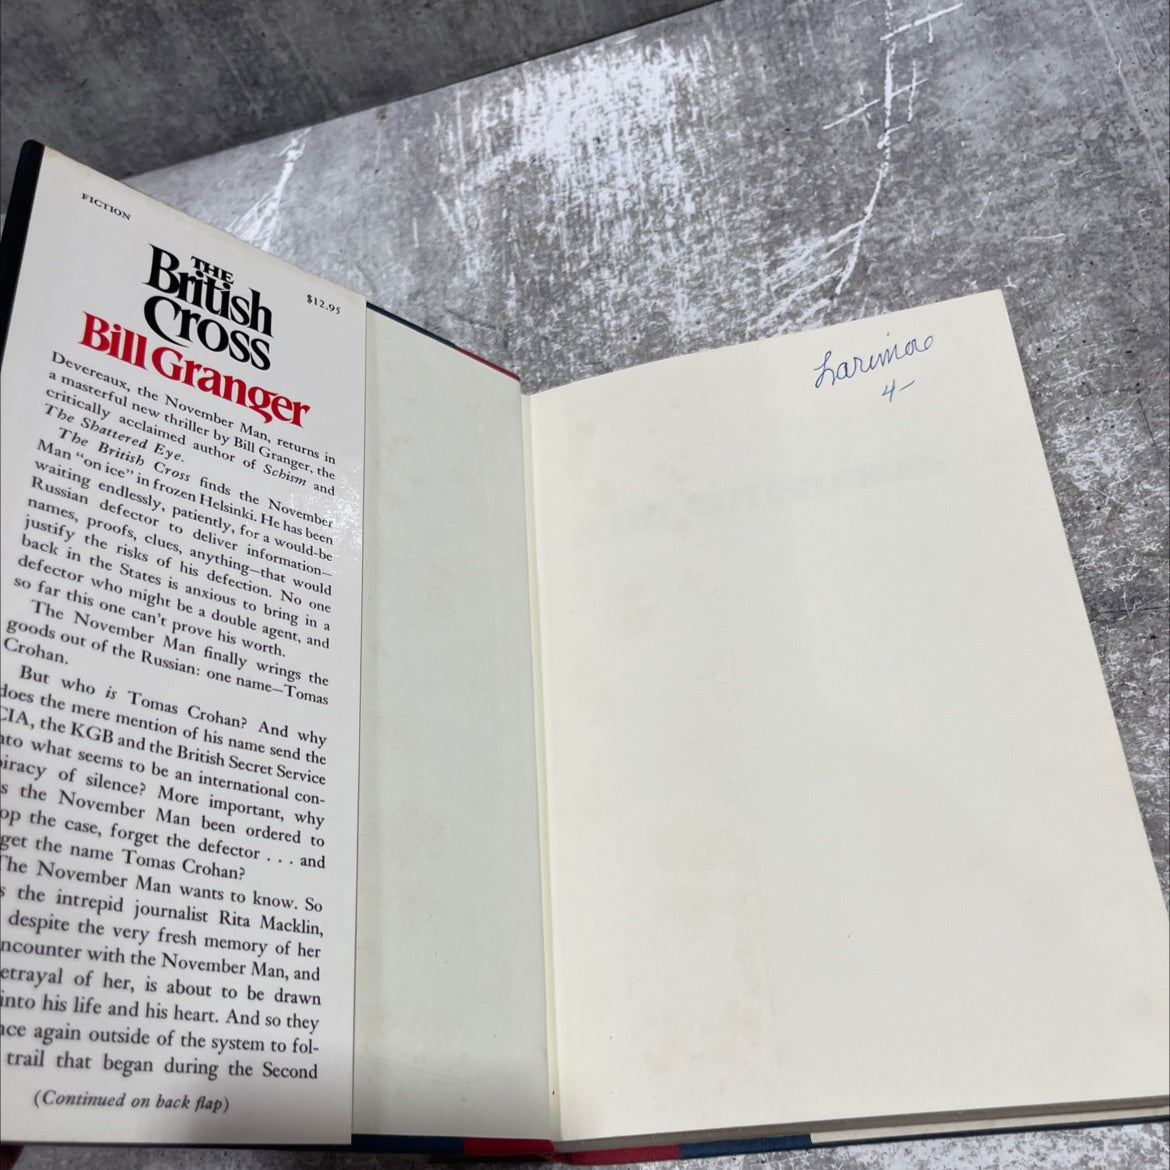 FICTION
$12.95
THE
British
Cross
Bill Granger
Devereaux, the November Man, returns in
a masterful new thriller by Bill Granger, the
critically acclaimed author of Schism and
The Shattered Eye.
The British Cross finds the November
Man “on ice” in frozen Helsinki. He has been
waiting endlessly, patiently, for a would-be
Russian defector to deliver information—
names, proofs, clues, anything—that would
justify the risks of his defection. No one
back in the States is anxious to bring in a
defector who might be a double agent, and
so far this one can’t prove his worth.
The November Man finally wrings the
goods out of the Russian: one name—Tomas
Crohan.
But who is Tomas Crohan? And why
does the mere mention of his name send the
CIA, the KGB and the British Secret Service
nto what seems to be an international con-
piracy of silence? More important, why
s the November Man been ordered to
op the case, forget the defector . . . and
get the name Tomas Crohan?
The November Man wants to know. So
s the intrepid journalist Rita Macklin,
despite the very fresh memory of her
ncounter with the November Man, and
etrayal of her, is about to be drawn
into his life and his heart. And so they
nce again outside of the system to fol-
trail that began during the Second
(Continued on back flap)
4-